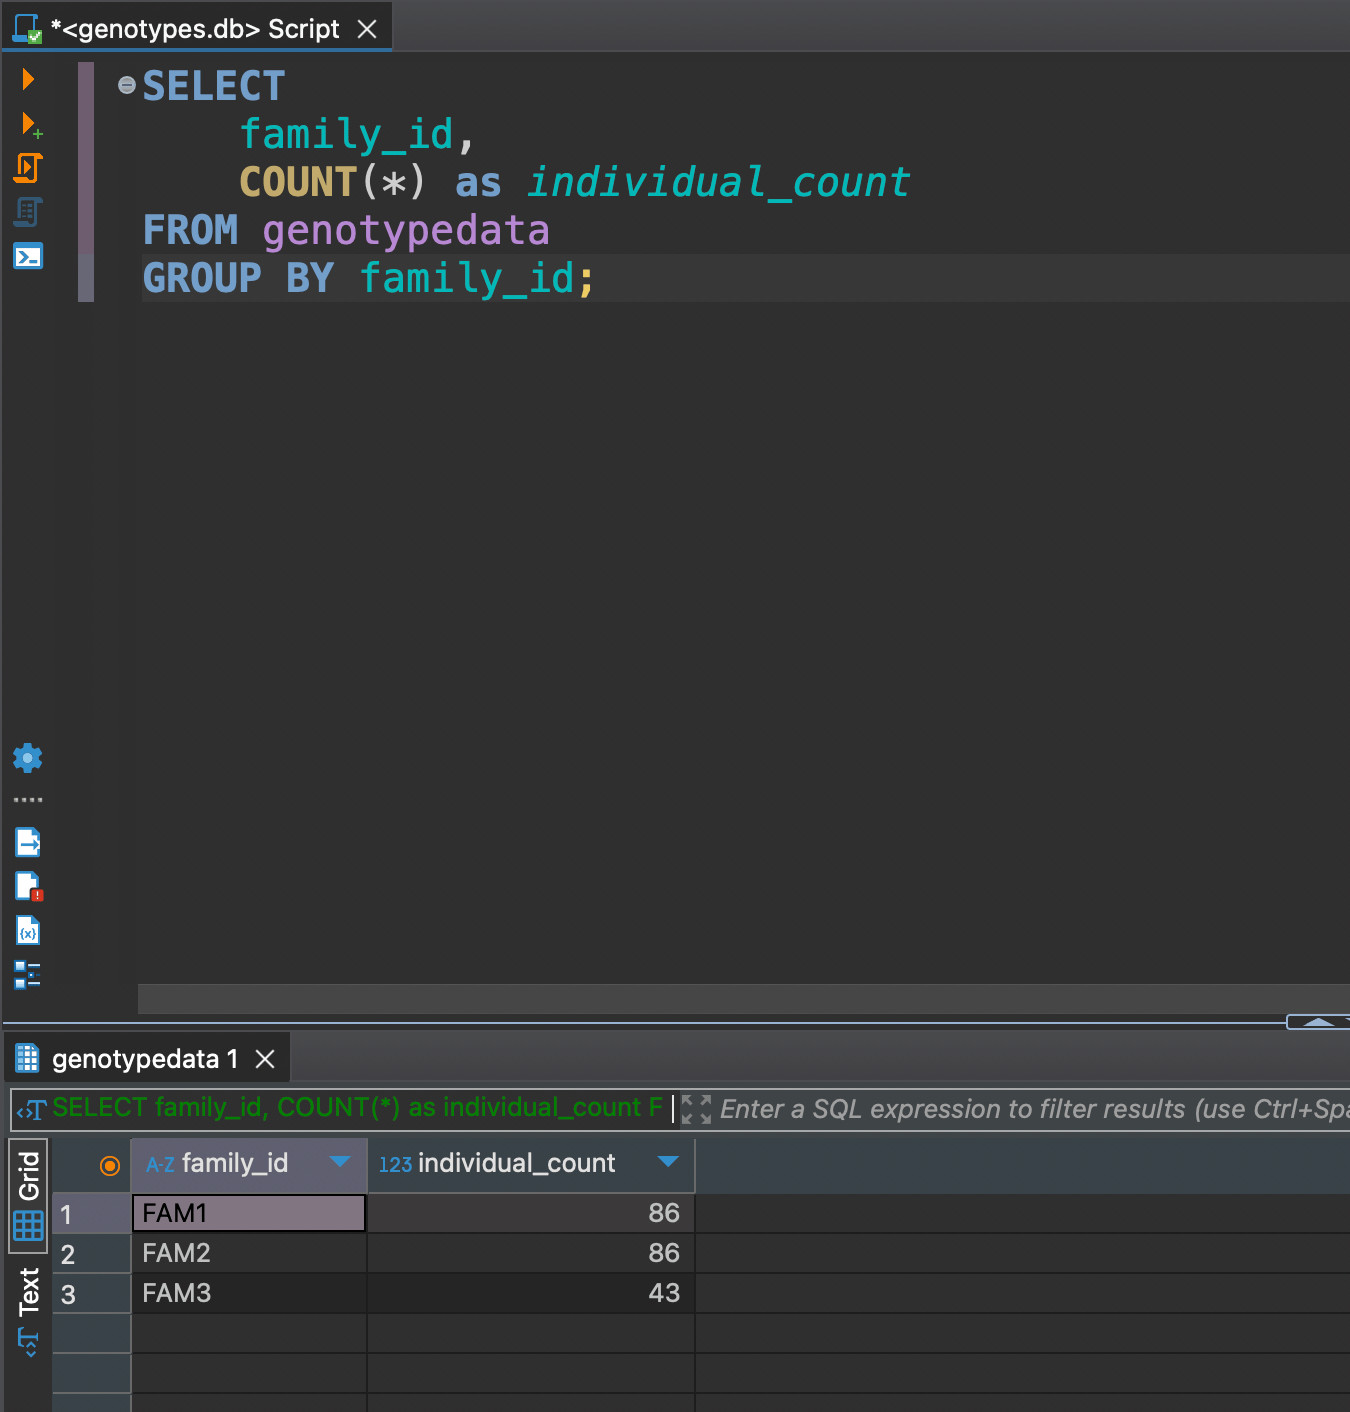 *<genotypes.db> Script
SELECT
family_id,
COUNT(*) as individual_count
FROM genotypedata
GROUP BY family_id;
genotypedata 1
SELECT family_id, COUNT(*) as individual_count F
Enter a SQL expression to filter results (use Ctrl+Spa
Grid
Text
A-Z family_id 123 individual_count
1 FAM1 86
2 FAM2 86
3 FAM3 43